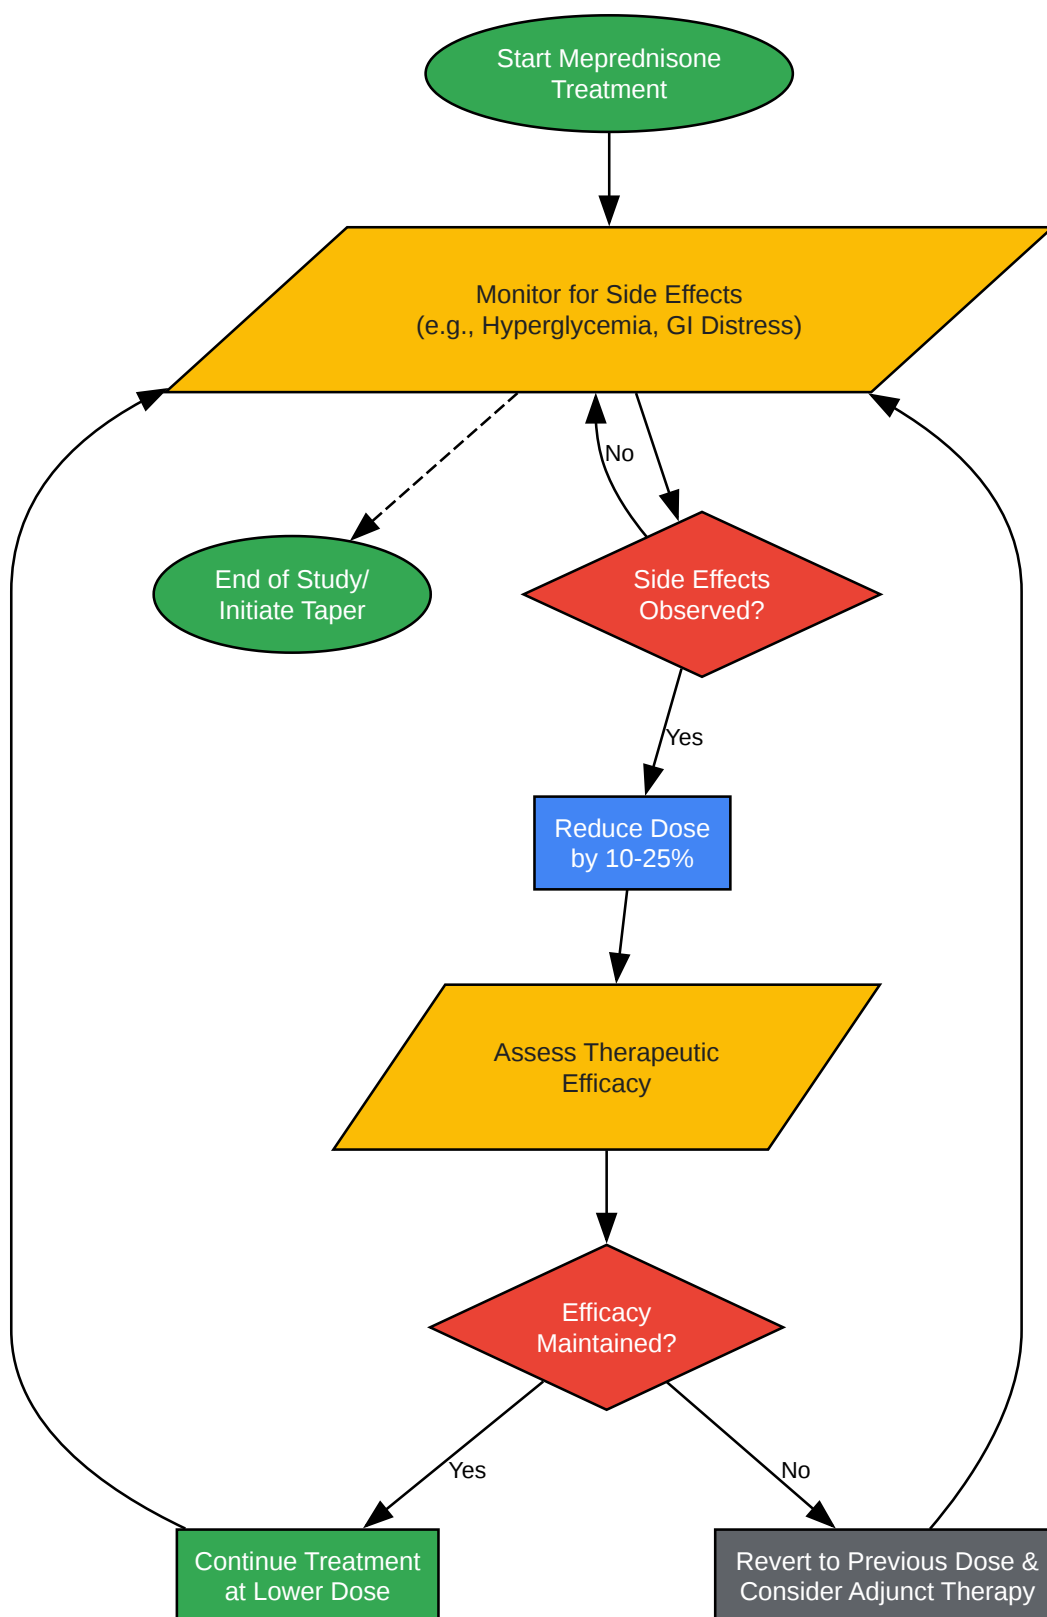 Start Meprednisone
Treatment
Monitor for Side Effects
(e.g., Hyperglycemia, GI Distress)
No
End of Study/
Initiate Taper
Side Effects
Observed?
Yes
Reduce Dose
by 10-25%
Assess Therapeutic
Efficacy
Efficacy
Maintained?
Yes
No
Continue Treatment
at Lower Dose
Revert to Previous Dose &
Consider Adjunct Therapy